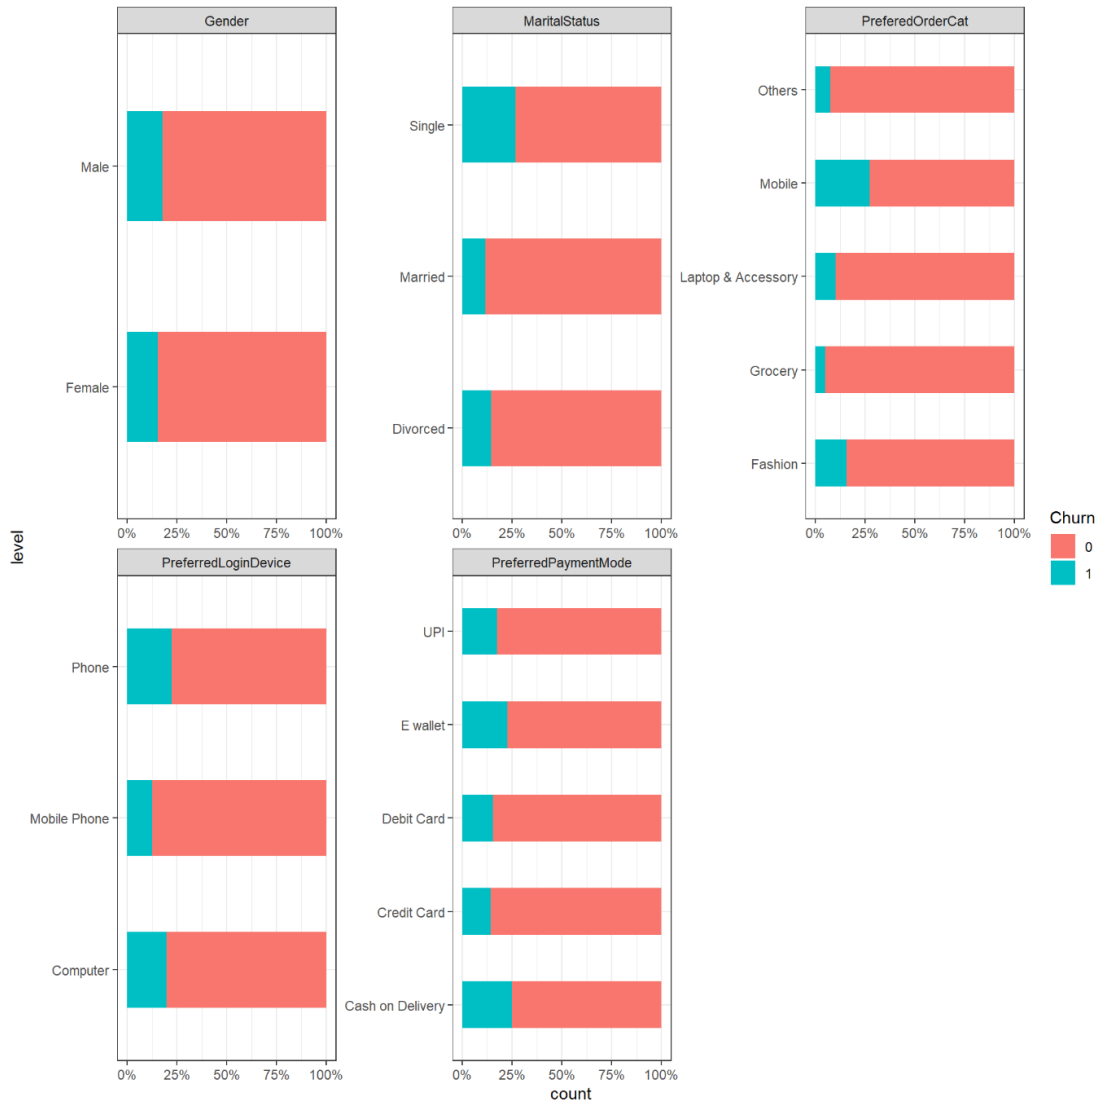 Gender
Male
Female
0% 25% 50% 75% 100%
MaritalStatus
Single
Married
Divorced
0% 25% 50% 75% 100%
PreferedOrderCat
Others
Mobile
Laptop & Accessory
Grocery
Fashion
0% 25% 50% 75% 100%
level
Churn
0
1
PreferredLoginDevice
Phone
Mobile Phone
Computer
0% 25% 50% 75% 100%
PreferredPaymentMode
UPI
E wallet
Debit Card
Credit Card
Cash on Delivery
0% 25% 50% 75% 100%
count